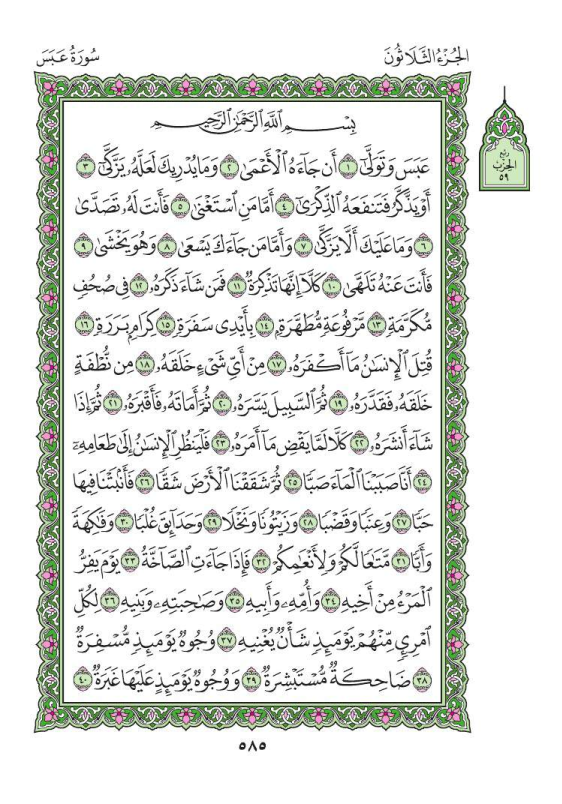 الجُزْءُ الثَّلَاثُونَ
سُورَةُ عَبَسَ
رُبع
الحِزْب
٥٩
بِسْمِ ٱللَّهِ ٱلرَّحْمَٰنِ ٱلرَّحِيمِ
عَبَسَ وَتَوَلَّىٰٓ ١ أَن جَآءَهُ ٱلْأَعْمَىٰ ٢ وَمَا يُدْرِيكَ لَعَلَّهُۥ يَزَّكَّىٰٓ ٣
أَوْ يَذَّكَّرُ فَتَنفَعَهُ ٱلذِّكْرَىٰٓ ٤ أَمَّا مَنِ ٱسْتَغْنَىٰ ٥ فَأَنتَ لَهُۥ تَصَدَّىٰ
٦ وَمَا عَلَيْكَ أَلَّا يَزَّكَّىٰ ٧ وَأَمَّا مَن جَآءَكَ يَسْعَىٰ ٨ وَهُوَ يَخْشَىٰ ٩
فَأَنتَ عَنْهُ تَلَهَّىٰ ١٠ كَلَّآ إِنَّهَا تَذْكِرَةٌ ١١ فَمَن شَآءَ ذَكَرَهُۥ ١٢ فِى صُحُفٍ
مُّكَرَّمَةٍ ١٣ مَّرْفُوعَةٍ مُّطَهَّرَةٍۭ ١٤ بِأَيْدِى سَفَرَةٍ ١٥ كِرَامٍۭ بَرَرَةٍ ١٦
قُتِلَ ٱلْإِنسَٰنُ مَآ أَكْفَرَهُۥ ١٧ مِنْ أَىِّ شَىْءٍ خَلَقَهُۥ ١٨ مِن نُّطْفَةٍ
خَلَقَهُۥ فَقَدَّرَهُۥ ١٩ ثُمَّ ٱلسَّبِيلَ يَسَّرَهُۥ ٢٠ ثُمَّ أَمَاتَهُۥ فَأَقْبَرَهُۥ ٢١ ثُمَّ إِذَا
شَآءَ أَنشَرَهُۥ ٢٢ كَلَّا لَمَّا يَقْضِ مَآ أَمَرَهُۥ ٢٣ فَلْيَنظُرِ ٱلْإِنسَٰنُ إِلَىٰ طَعَامِهِۦٓ
٢٤ أَنَّا صَبَبْنَا ٱلْمَآءَ صَبًّا ٢٥ ثُمَّ شَقَقْنَا ٱلْأَرْضَ شَقًّا ٢٦ فَأَنۢبَتْنَا فِيهَا
حَبًّا ٢٧ وَعِنَبًا وَقَضْبًا ٢٨ وَزَيْتُونًا وَنَخْلًا ٢٩ وَحَدَآئِقَ غُلْبًا ٣٠ وَفَٰكِهَةً
وَأَبًّا ٣١ مَّتَٰعًا لَّكُمْ وَلِأَنْعَٰمِكُمْ ٣٢ فَإِذَا جَآءَتِ ٱلصَّآخَّةُ ٣٣ يَوْمَ يَفِرُّ
ٱلْمَرْءُ مِنْ أَخِيهِ ٣٤ وَأُمِّهِۦ وَأَبِيهِ ٣٥ وَصَٰحِبَتِهِۦ وَبَنِيهِ ٣٦ لِكُلِّ
ٱمْرِئٍ مِّنْهُمْ يَوْمَئِذٍ شَأْنٌ يُغْنِيهِ ٣٧ وُجُوهٌ يَوْمَئِذٍ مُّسْفِرَةٌ
٣٨ ضَاحِكَةٌ مُّسْتَبْشِرَةٌ ٣٩ وَوُجُوهٌ يَوْمَئِذٍ عَلَيْهَا غَبَرَةٌ ٤٠
٥٨٥